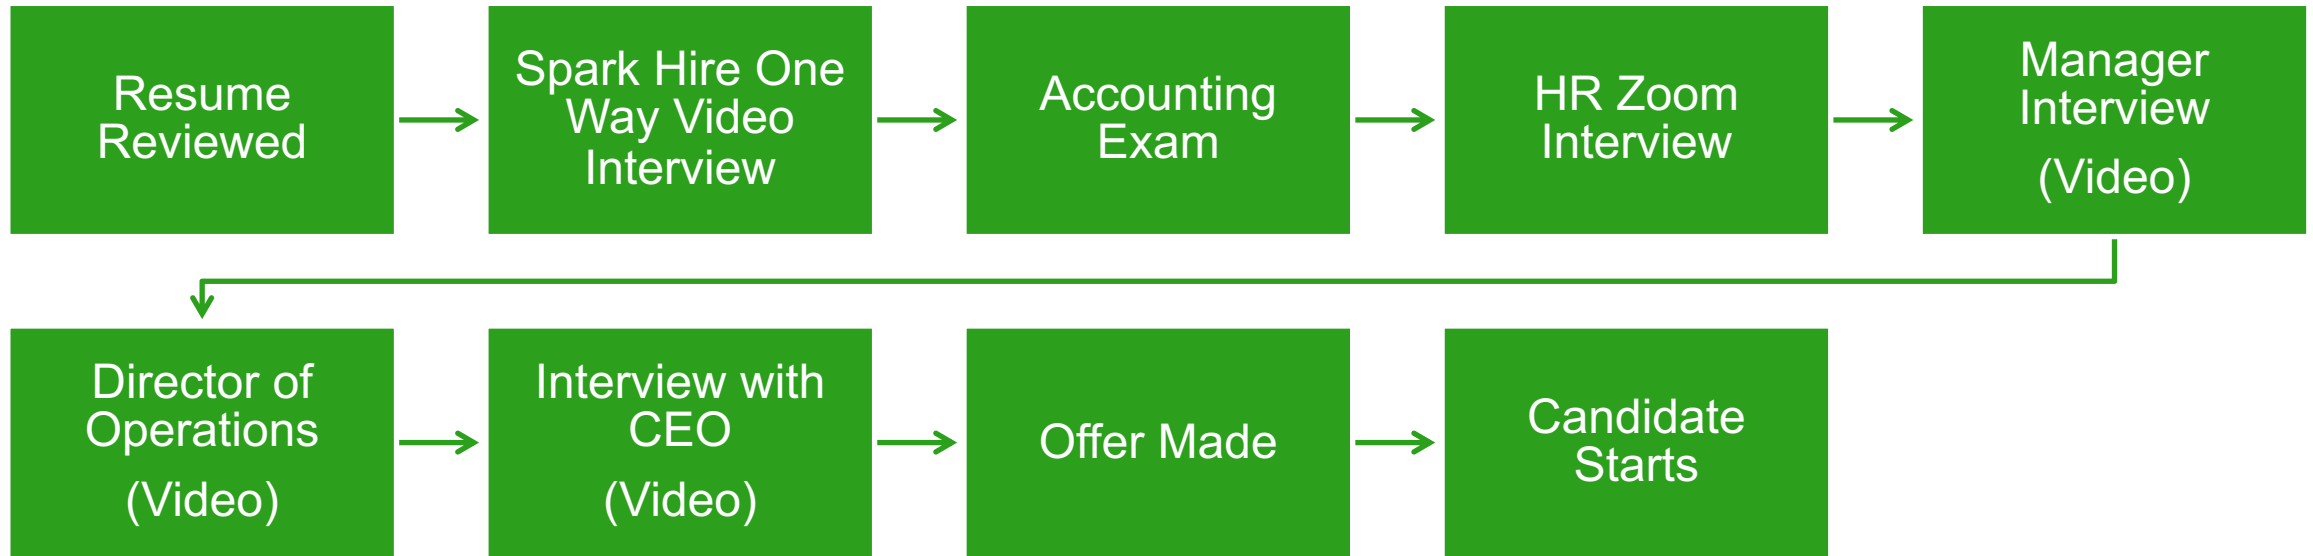 Resume
Reviewed
Spark Hire One
Way Video
Interview
Accounting
Exam
HR Zoom
Interview
Manager
Interview
(Video)
Director of
Operations
(Video)
Interview with
CEO
(Video)
Offer Made
Candidate
Starts